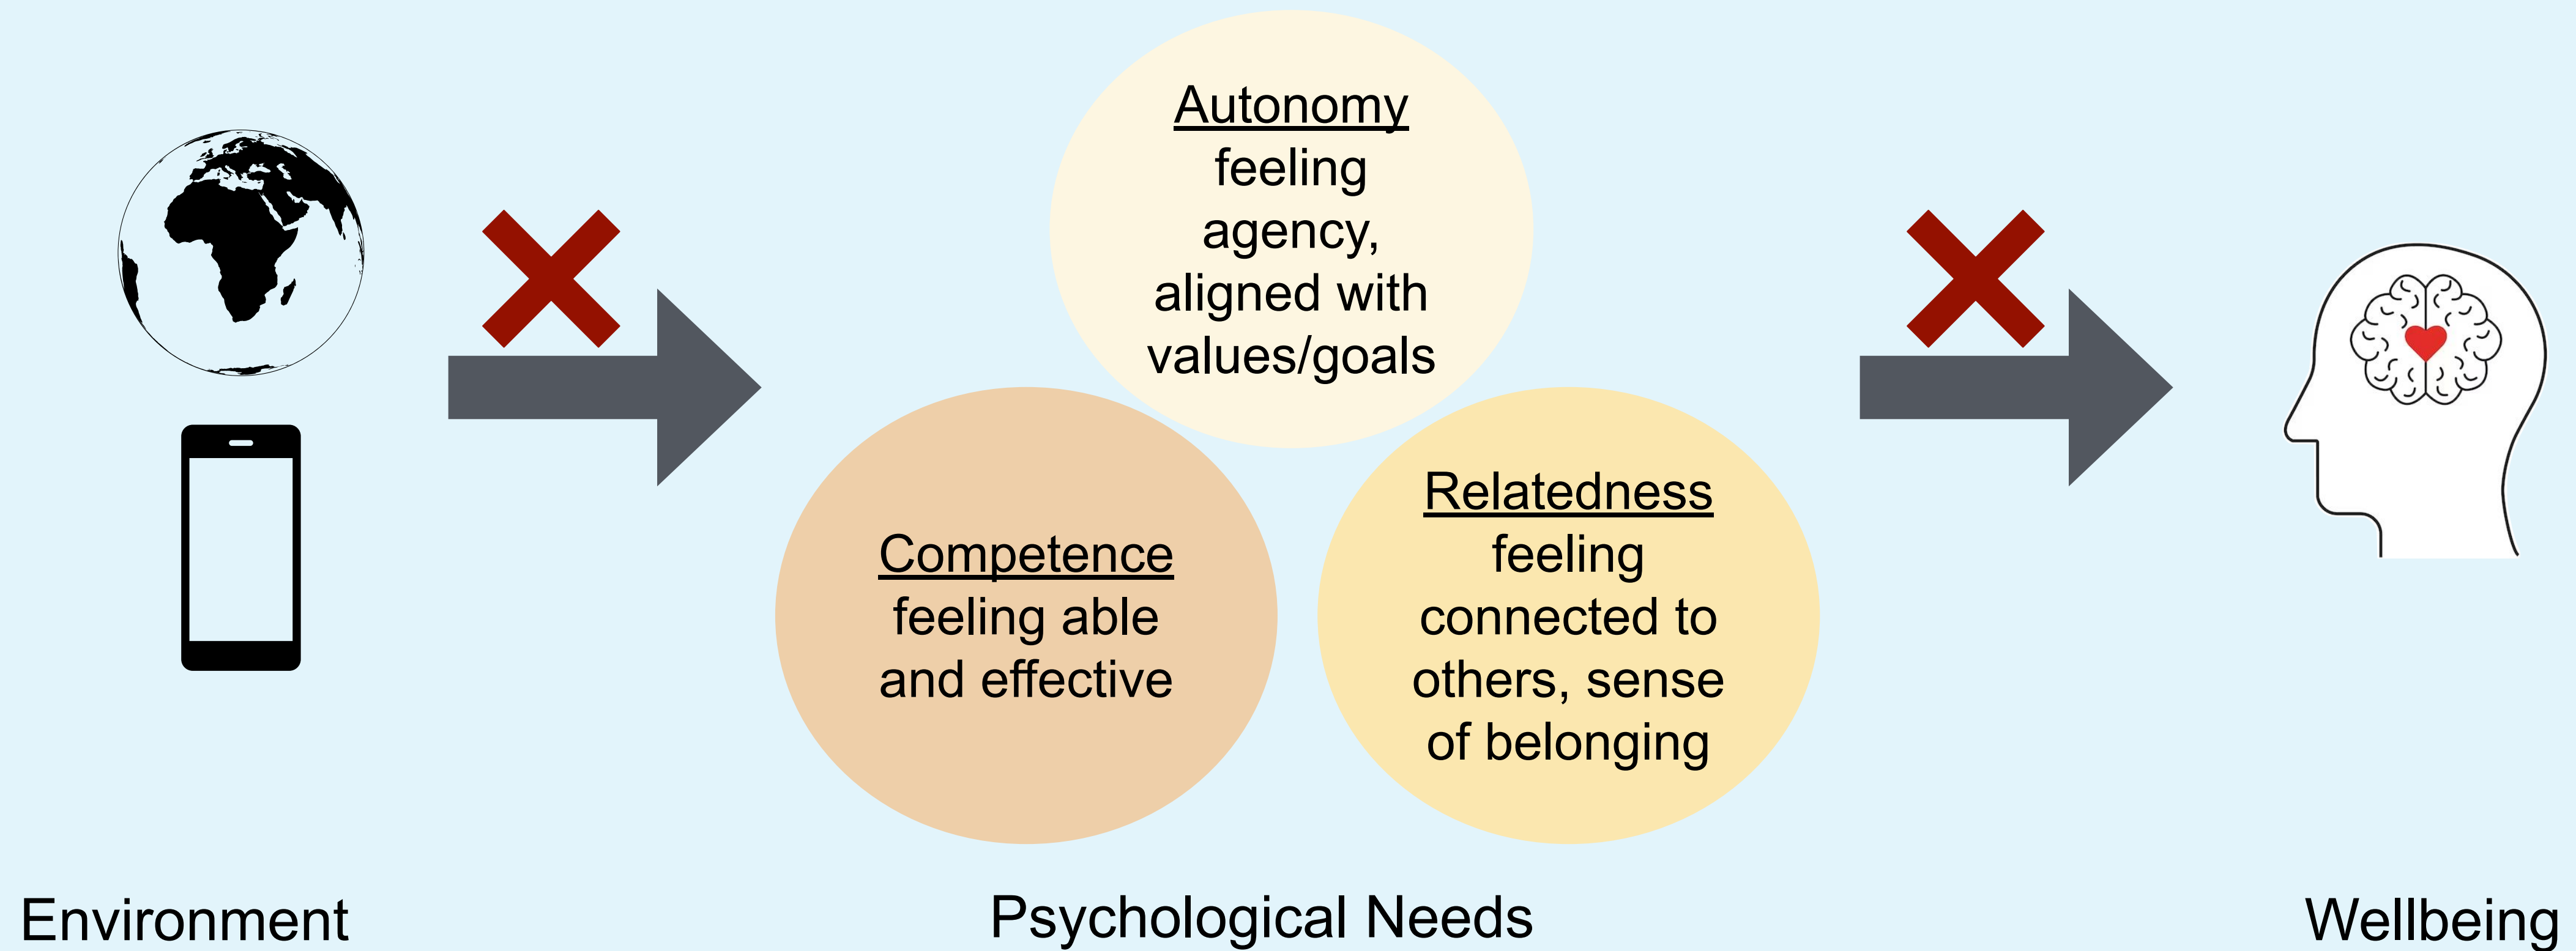 Autonomy
feeling
agency,
aligned with
values/goals
Competence
feeling able
and effective
Relatedness
feeling
connected to
others, sense
of belonging
Environment
Psychological Needs
Wellbeing